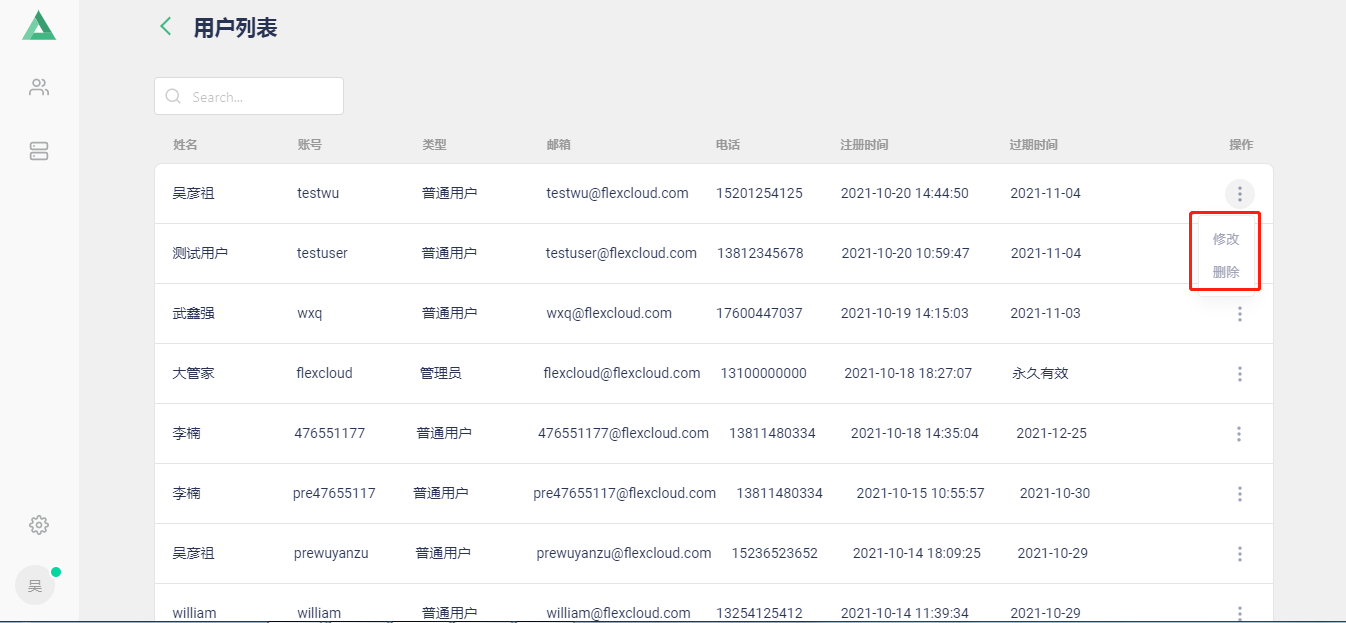 用户列表
Search...
姓名 账号 类型 邮箱 电话 注册时间 过期时间 操作
吴彦祖 testwu 普通用户 testwu@flexcloud.com 15201254125 2021-10-20 14:44:50 2021-11-04
修改
测试用户 testuser 普通用户 testuser@flexcloud.com 13812345678 2021-10-20 10:59:47 2021-11-04
删除
武鑫强 wxq 普通用户 wxq@flexcloud.com 17600447037 2021-10-19 14:15:03 2021-11-03
大管家 flexcloud 管理员 flexcloud@flexcloud.com 13100000000 2021-10-18 18:27:07 永久有效
李楠 476551177 普通用户 476551177@flexcloud.com 13811480334 2021-10-18 14:35:04 2021-12-25
李楠 pre47655117 普通用户 pre47655117@flexcloud.com 13811480334 2021-10-15 10:55:57 2021-10-30
吴彦祖 prewuyanzu 普通用户 prewuyanzu@flexcloud.com 15236523652 2021-10-14 18:09:25 2021-10-29
吴
william william 普通用户 william@flexcloud.com 13254125412 2021-10-14 11:39:34 2021-10-29